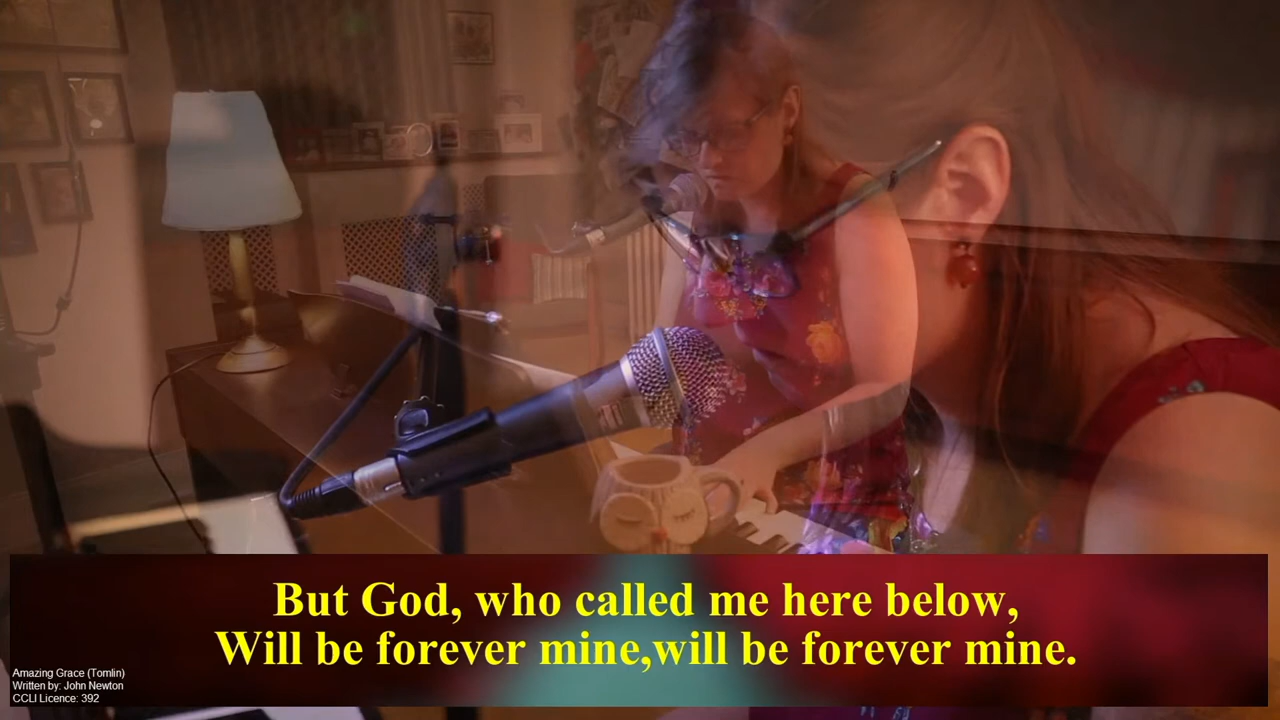 But God, who called me here below,
Will be forever mine,will be forever mine.
Amazing Grace (Tomlin)
Written by: John Newton
CCLI Licence: 392